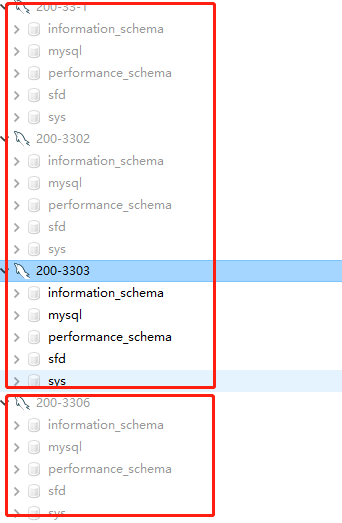 200-33-1
information_schema
mysql
performance_schema
sfd
sys
200-3302
information_schema
mysql
performance_schema
sfd
sys
200-3303
information_schema
mysql
performance_schema
sfd
sys
200-3306
information_schema
mysql
performance_schema
sfd
sys